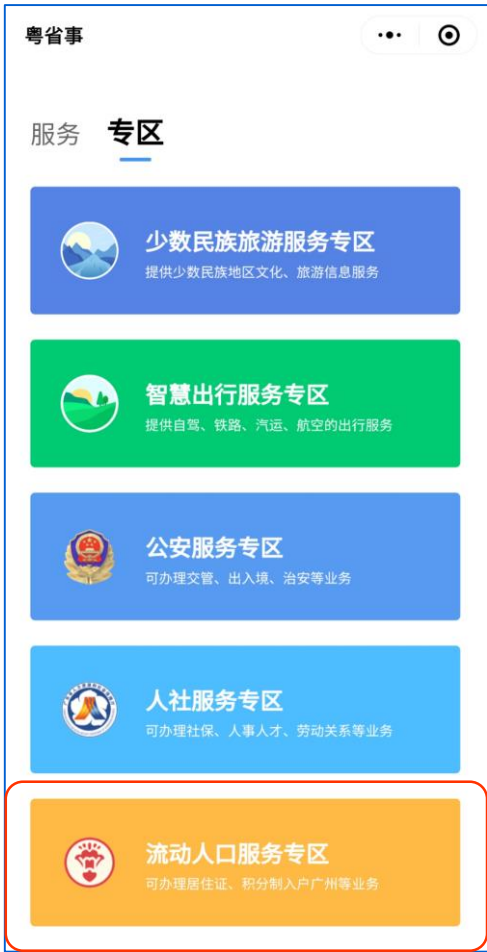 粤省事
服务 专区
少数民族旅游服务专区
提供少数民族地区文化、旅游信息服务
智慧出行服务专区
提供自驾、铁路、汽运、航空的出行服务
公安服务专区
可办理交管、出入境、治安等业务
人社服务专区
可办理社保、人事人才、劳动关系等业务
流动人口服务专区
可办理居住证、积分制入户广州等业务